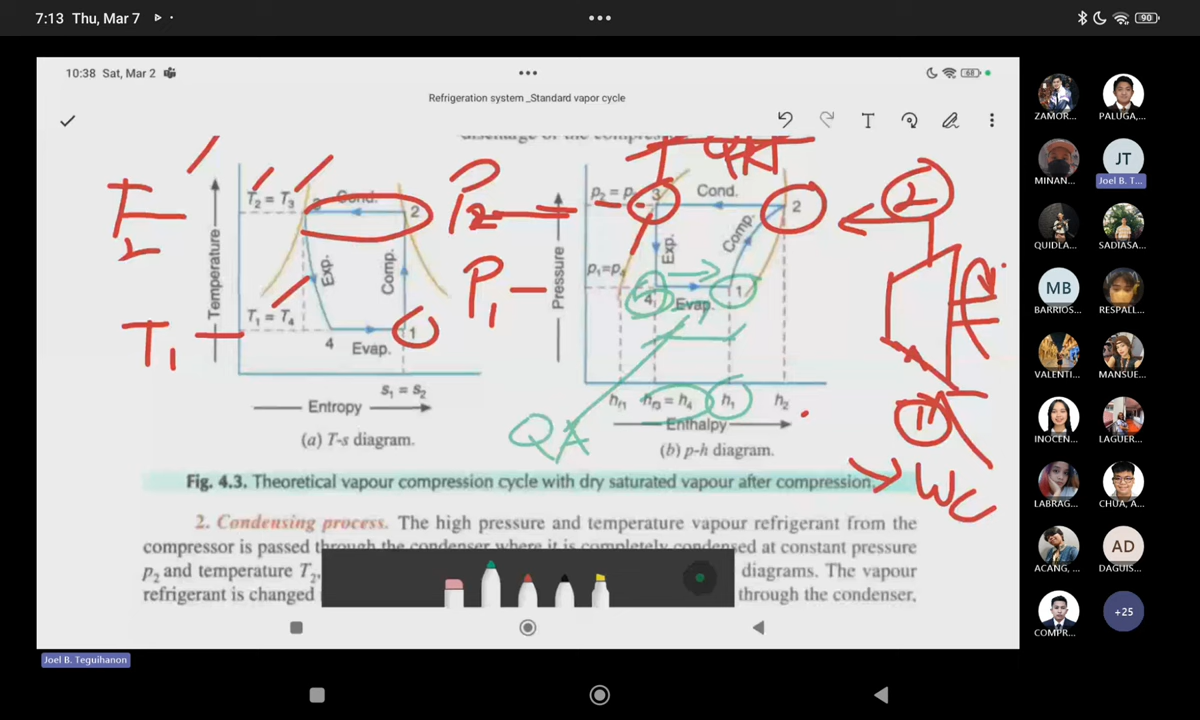 7:13 Thu, Mar 7
90
10:38 Sat, Mar 2
68
Refrigeration system _Standard vapor cycle
T
T₂ = T₃
Cond.
2
Exp.
Comp.
Temperature
T₁ = T₄
4
1
Evap.
s₁ = s₂
Entropy
(a) T-s diagram.
T₁
P₂
P₁
3
Cond.
2
Exp.
Comp.
Pressure
p₁=p₄
4
1
Evap.
hf₁
hf₃ = h₄
h₁
h₂
Enthalpy
(b) p-h diagram.
QA
2
1
Wc
Fig. 4.3. Theoretical vapour compression cycle with dry saturated vapour after compression.
2. Condensing process. The high pressure and temperature vapour refrigerant from the
compressor is passed through the condenser where it is completely condensed at constant pressure
p₂ and temperature T₂, diagrams. The vapour
refrigerant is changed through the condenser,
Joel B. Teguihanon
ZAMOR...
PALUGA,...
MINAN...
JT
Joel B. T...
QUIDLA...
SADIASA...
MB
BARRIOS...
RESPALL...
VALENTI...
MANSUE...
INOCEN...
LAGUER...
LABRAG...
CHUA, A...
ACANG, ...
AD
DAGUIS...
COMPR...
+25